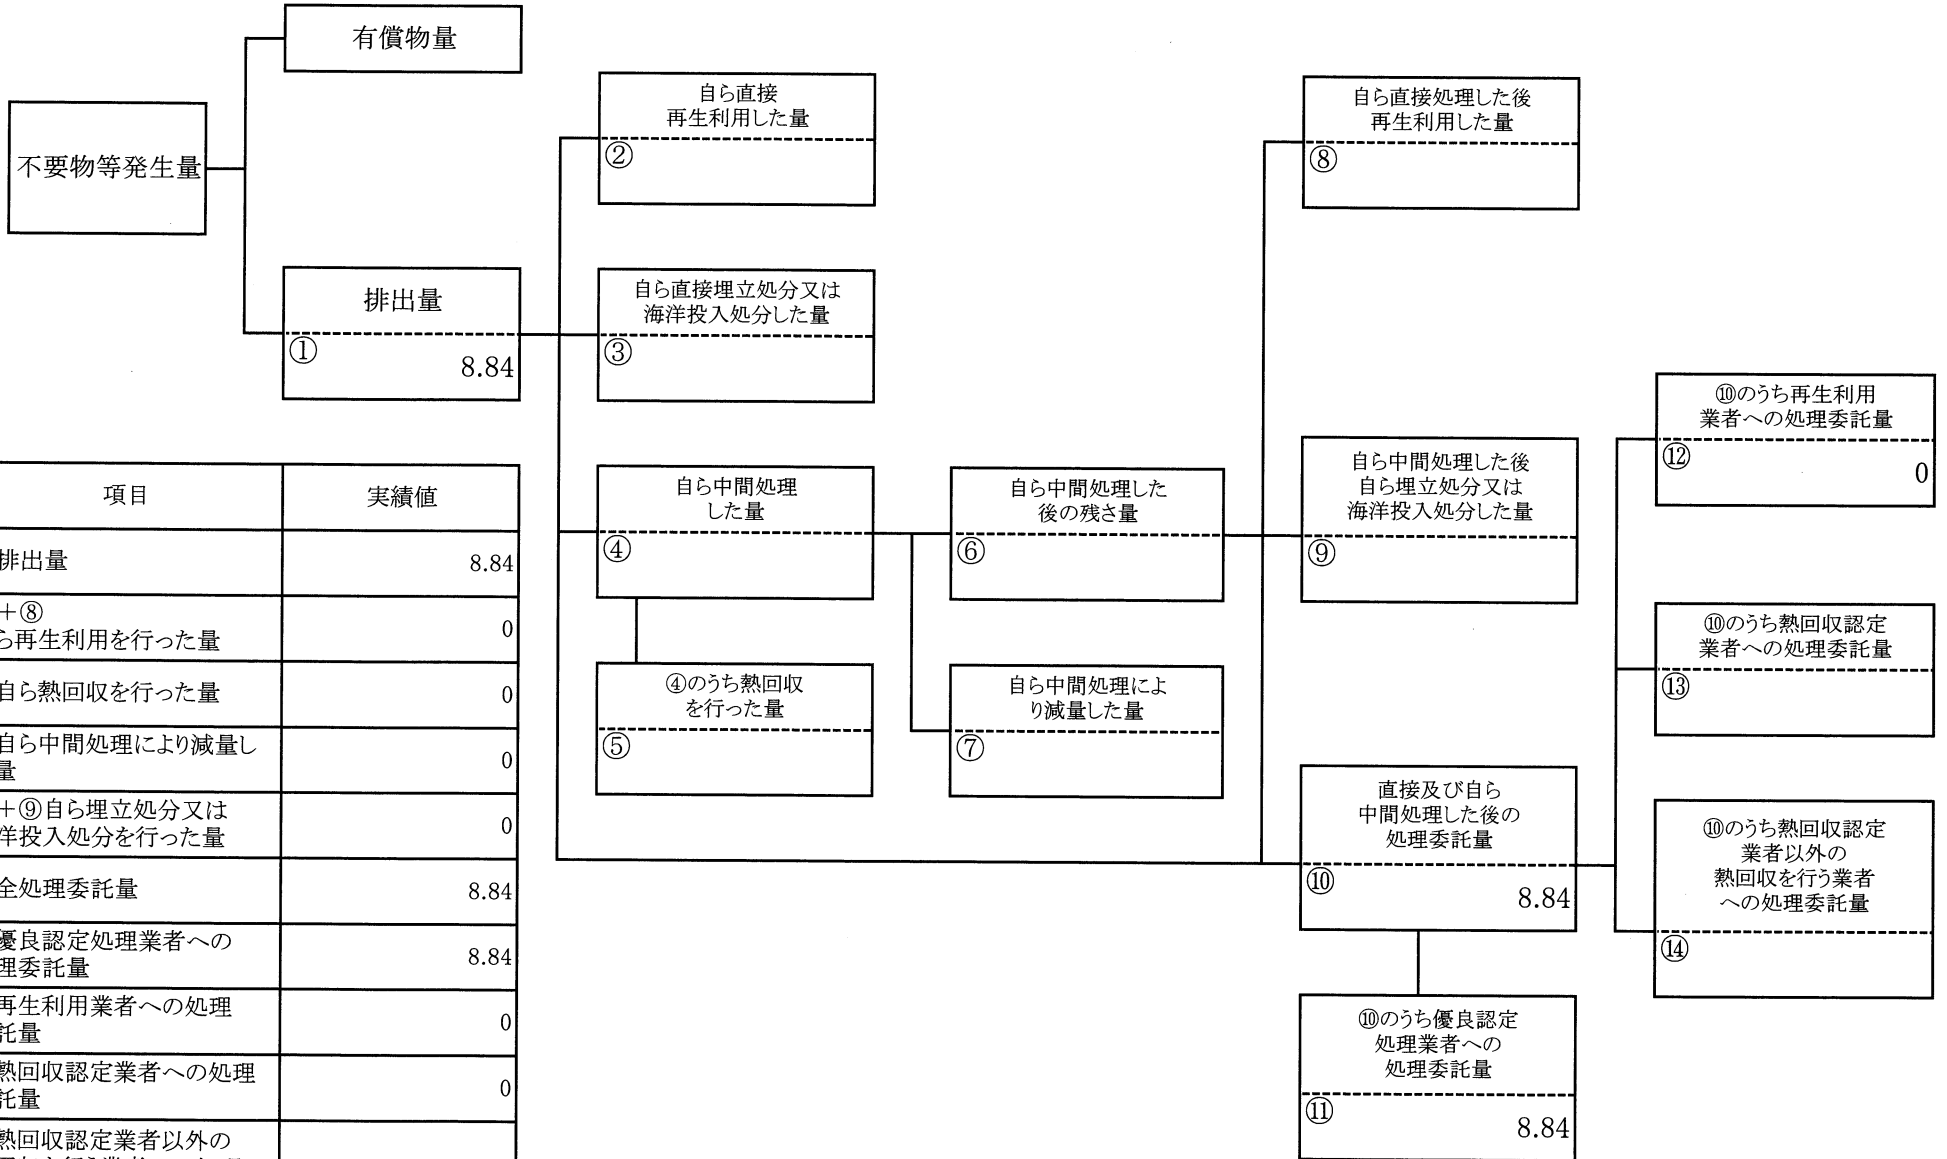 有償物量
不要物等発生量
排出量
①
8.84
自ら直接
再生利用した量
②
自ら直接埋立処分又は
海洋投入処分した量
③
自ら中間処理
した量
④
④のうち熱回収
を行った量
⑤
自ら中間処理した
後の残さ量
⑥
自ら中間処理によ
り減量した量
⑦
自ら直接処理した後
再生利用した量
⑧
自ら中間処理した後
自ら埋立処分又は
海洋投入処分した量
⑨
直接及び自ら
中間処理した後の
処理委託量
⑩
8.84
⑩のうち優良認定
処理業者への
処理委託量
⑪
8.84
⑩のうち再生利用
業者への処理委託量
⑫
0
⑩のうち熱回収認定
業者への処理委託量
⑬
⑩のうち熱回収認定
業者以外の
熱回収を行う業者
への処理委託量
⑭
項目 実績値
排出量 8.84
+⑧
ら再生利用を行った量 0
自ら熱回収を行った量 0
自ら中間処理により減量し
量 0
+⑨自ら埋立処分又は
洋投入処分を行った量 0
全処理委託量 8.84
優良認定処理業者への
理委託量 8.84
再生利用業者への処理
託量 0
熱回収認定業者への処理
託量 0
熱回収認定業者以外の